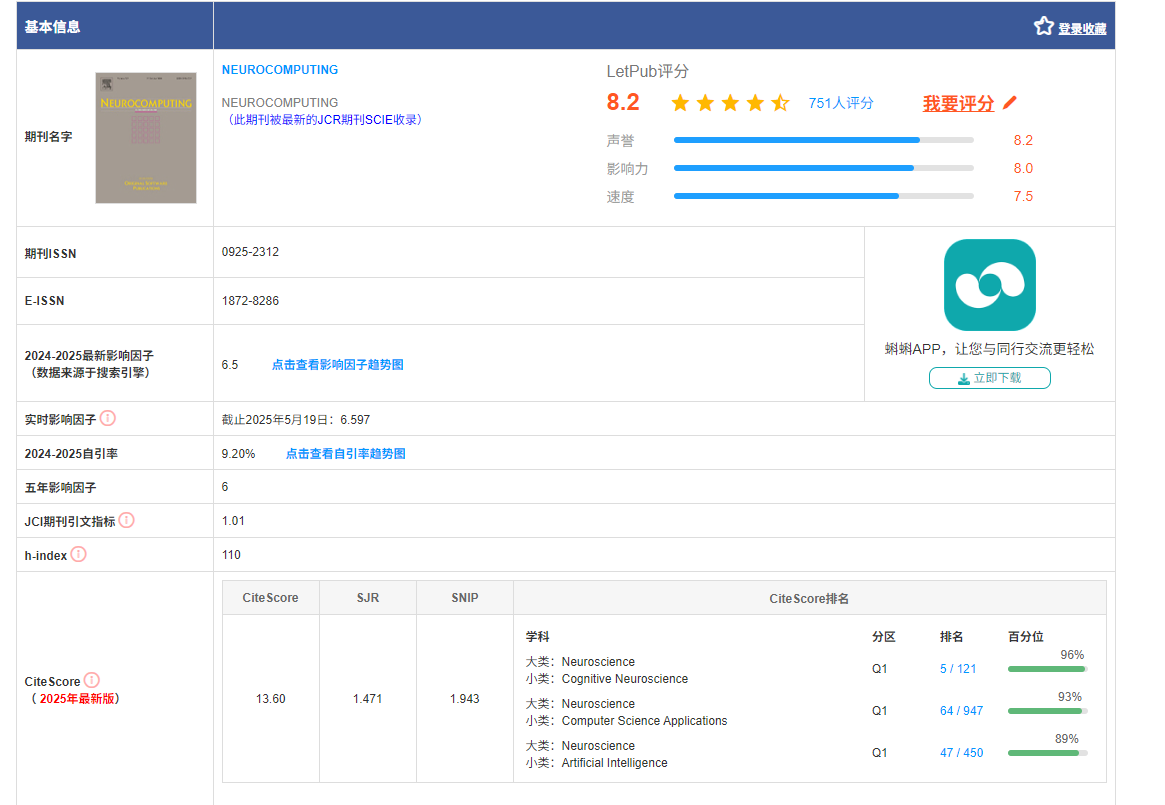 基本信息
登录收藏
期刊名字
NEUROCOMPUTING
NEUROCOMPUTING
NEUROCOMPUTING
（此期刊被最新的JCR期刊SCIE收录）
LetPub评分
8.2
751人评分
我要评分
声誉
8.2
影响力
8.0
速度
7.5
期刊ISSN
0925-2312
E-ISSN
1872-8286
2024-2025最新影响因子
（数据来源于搜索引擎）
6.5
点击查看影响因子趋势图
蝌蝌APP，让您与同行交流更轻松
立即下载
实时影响因子
截止2025年5月19日：6.597
2024-2025自引率
9.20%
点击查看自引率趋势图
五年影响因子
6
JCI期刊引文指标
1.01
h-index
110
CiteScore
（ 2025年最新版）
CiteScore
SJR
SNIP
CiteScore排名
13.60
1.471
1.943
学科
分区
排名
百分位
大类：Neuroscience
小类：Cognitive Neuroscience
Q1
5 / 121
96%
大类：Neuroscience
小类：Computer Science Applications
Q1
64 / 947
93%
大类：Neuroscience
小类：Artificial Intelligence
Q1
47 / 450
89%